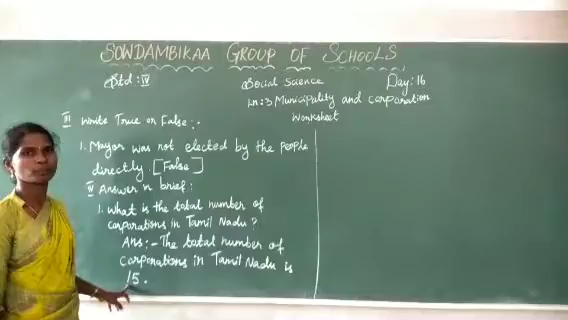 SOWDAMBIKAA GROUP OF SCHOOLS
Std : IV
Social Science
Day: 16
Ln: 3 Municipality and corporation
Worksheet
III Write True or False :-
1. Mayor was not elected by the people
directly. [False]
IV Answer in brief :
1. What is the total number of
corporations in Tamil Nadu ?
Ans :- The total number of
corporations in Tamil Nadu is
15.